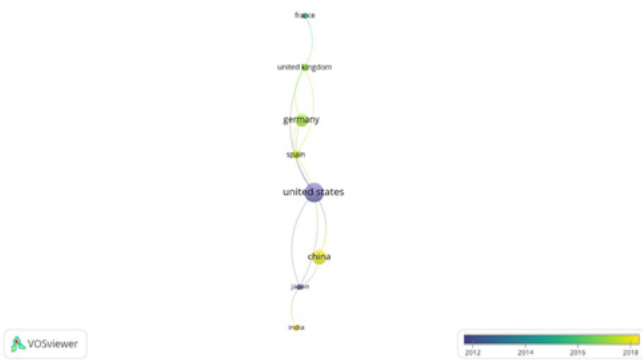 france
united kingdom
germany
spain
united states
china
japan
india
VOSviewer
2012 2014 2016 2018